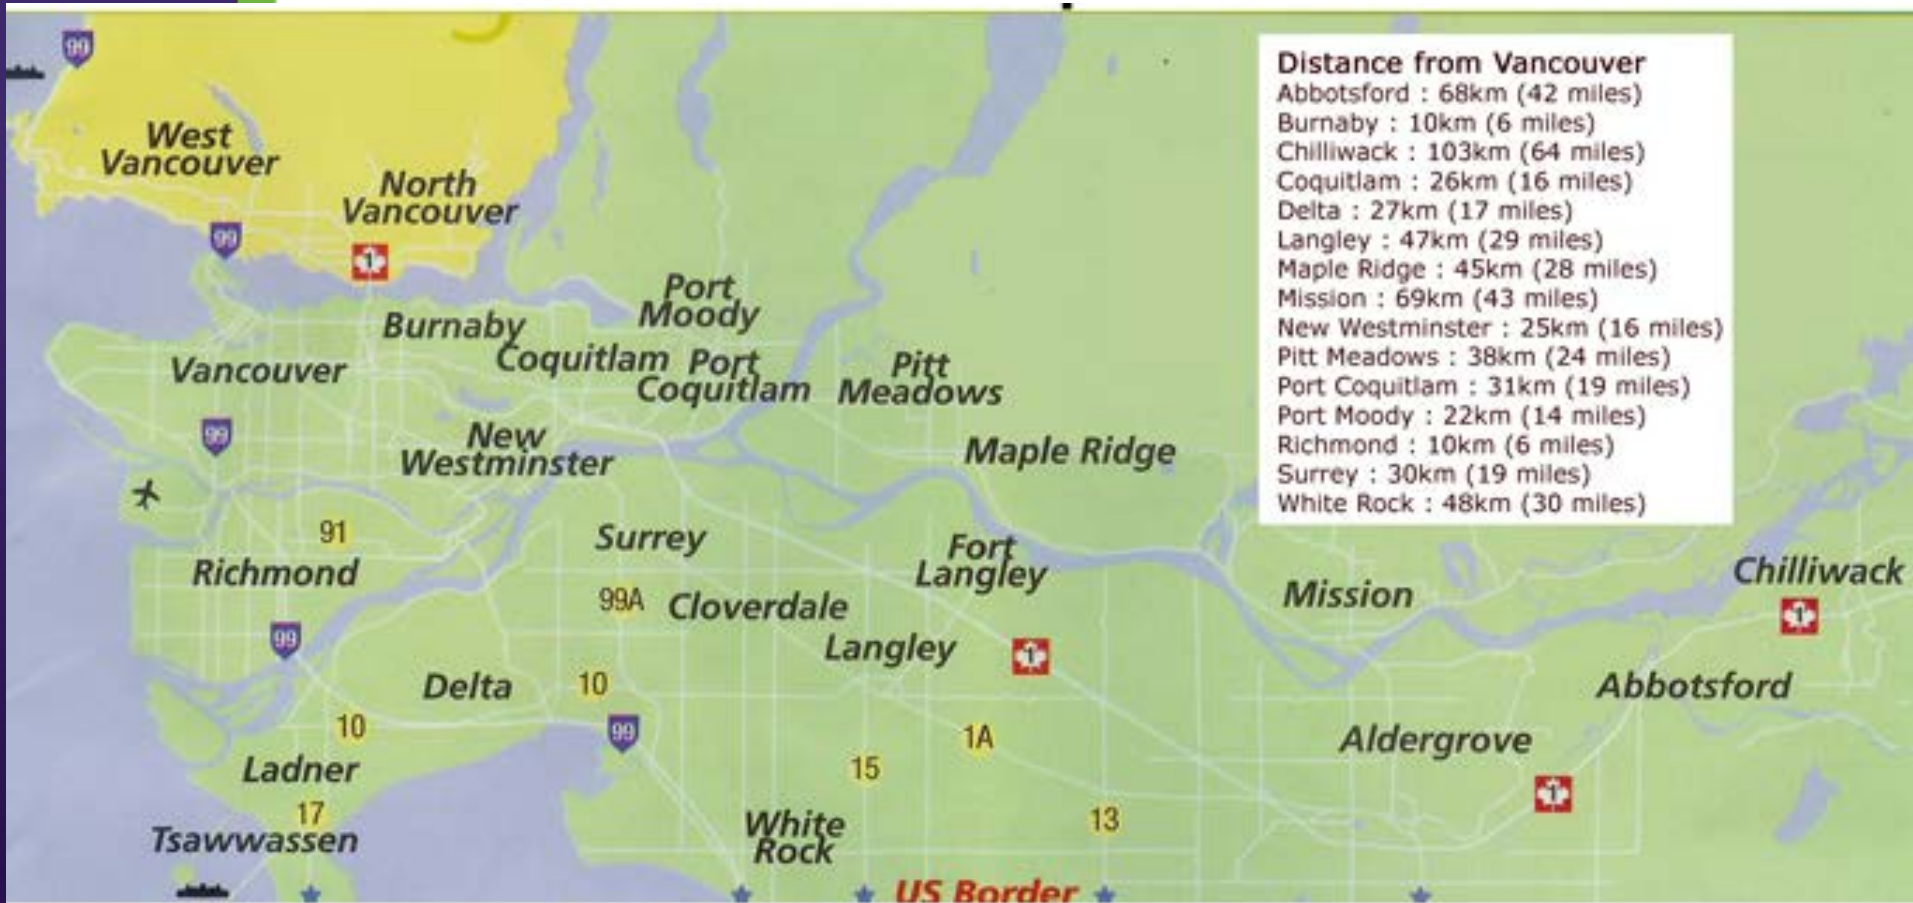 99
West
Vancouver
North
Vancouver
99
1
Port
Moody
Burnaby
Coquitlam
Port
Coquitlam
Vancouver
Pitt
Meadows
99
New
Westminster
Maple Ridge
91
Surrey
Richmond
Fort
Langley
99A
Cloverdale
Langley
1
99
Delta
10
10
99
Ladner
17
Tsawwassen
15
1A
White
Rock
13
US Border
Mission
Chilliwack
1
Abbotsford
Aldergrove
1
Distance from Vancouver
Abbotsford : 68km (42 miles)
Burnaby : 10km (6 miles)
Chilliwack : 103km (64 miles)
Coquitlam : 26km (16 miles)
Delta : 27km (17 miles)
Langley : 47km (29 miles)
Maple Ridge : 45km (28 miles)
Mission : 69km (43 miles)
New Westminster : 25km (16 miles)
Pitt Meadows : 38km (24 miles)
Port Coquitlam : 31km (19 miles)
Port Moody : 22km (14 miles)
Richmond : 10km (6 miles)
Surrey : 30km (19 miles)
White Rock : 48km (30 miles)